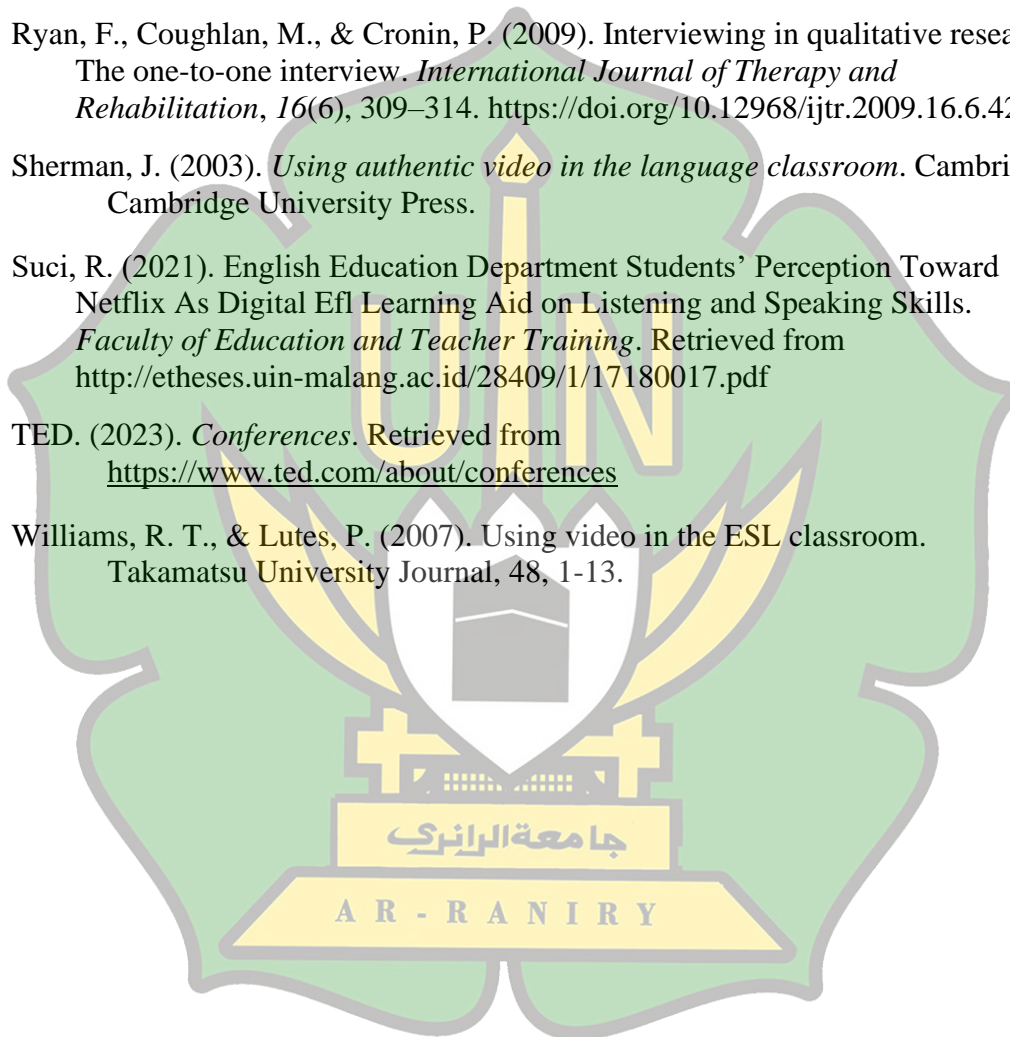 Ryan, F., Coughlan, M., & Cronin, P. (2009). Interviewing in qualitative resea
The one-to-one interview. International Journal of Therapy and
Rehabilitation, 16(6), 309–314. https://doi.org/10.12968/ijtr.2009.16.6.42
Sherman, J. (2003). Using authentic video in the language classroom. Cambri
Cambridge University Press.
Suci, R. (2021). English Education Department Students’ Perception Toward
Netflix As Digital Efl Learning Aid on Listening and Speaking Skills.
Faculty of Education and Teacher Training. Retrieved from
http://etheses.uin-malang.ac.id/28409/1/17180017.pdf
TED. (2023). Conferences. Retrieved from
https://www.ted.com/about/conferences
Williams, R. T., & Lutes, P. (2007). Using video in the ESL classroom.
Takamatsu University Journal, 48, 1-13.
UIN
جامعةالرانري
AR-RANIRY